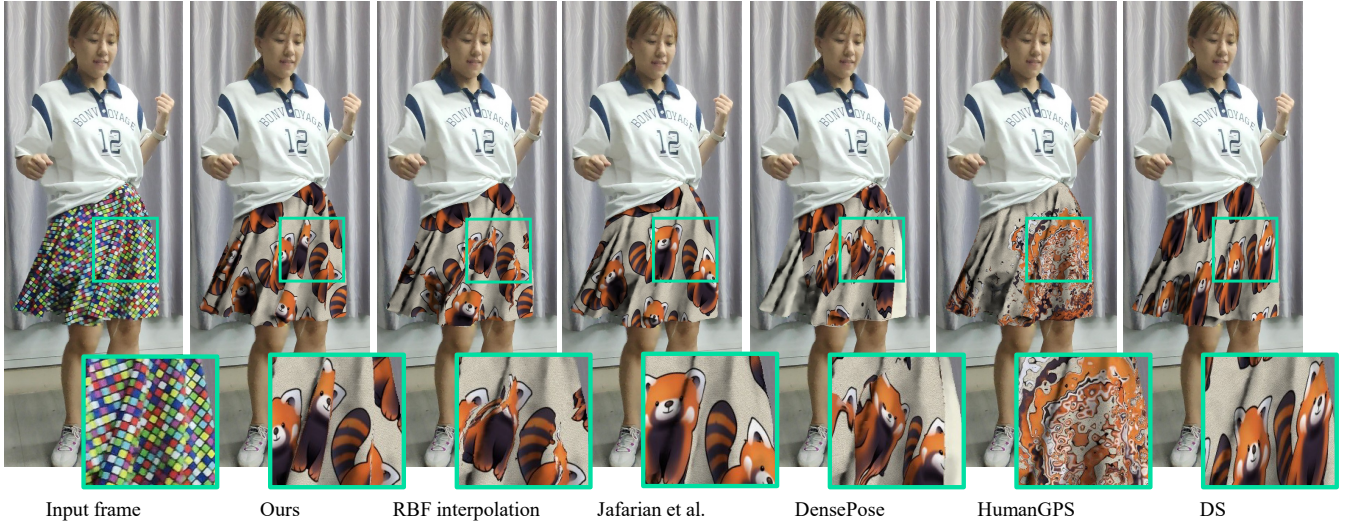 BONVOYAGE
12
BONVOYAGE
12
BONVOYAGE
12
BONVOYAGE
12
BONVOYAGE
12
BONVOYAGE
12
BONVOYAGE
12
Input frame
Ours
RBF interpolation
Jafarian et al.
DensePose
HumanGPS
DS